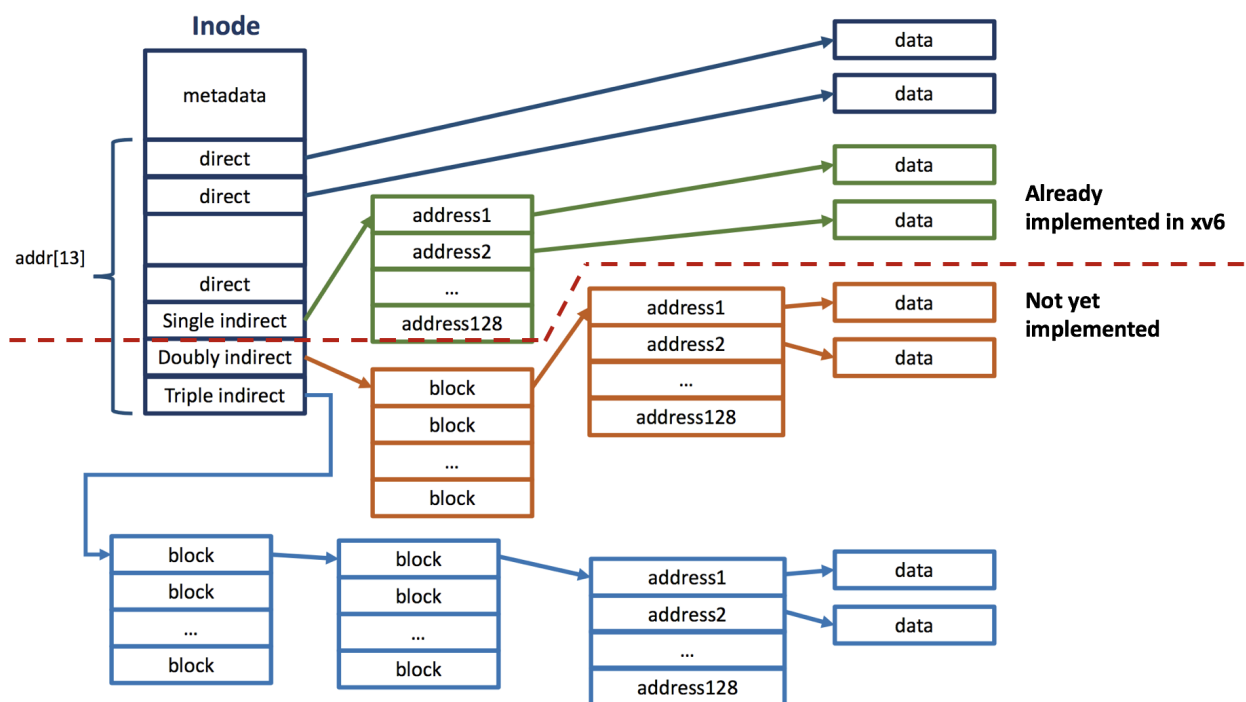 Inode
metadata
direct
direct
direct
Single indirect
Doubly indirect
Triple indirect
addr[13]
address1
address2
...
address128
data
data
data
data
Already
implemented in xv6
Not yet
implemented
block
block
...
block
address1
address2
...
address128
data
data
block
block
...
block
block
block
...
block
address1
address2
...
address128
data
data